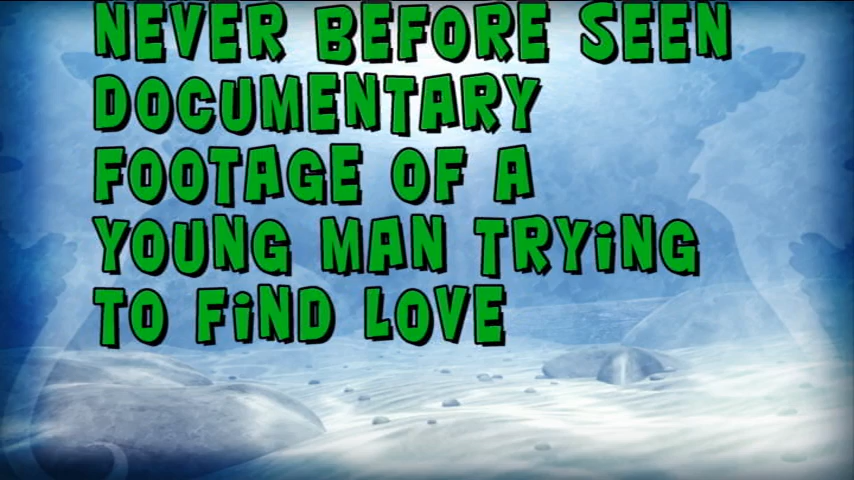 NEVER BEFORE SEEN
DOCUMENTARY
FOOTAGE OF A
YOUNG MAN TRYiNG
TO FiND LOVE